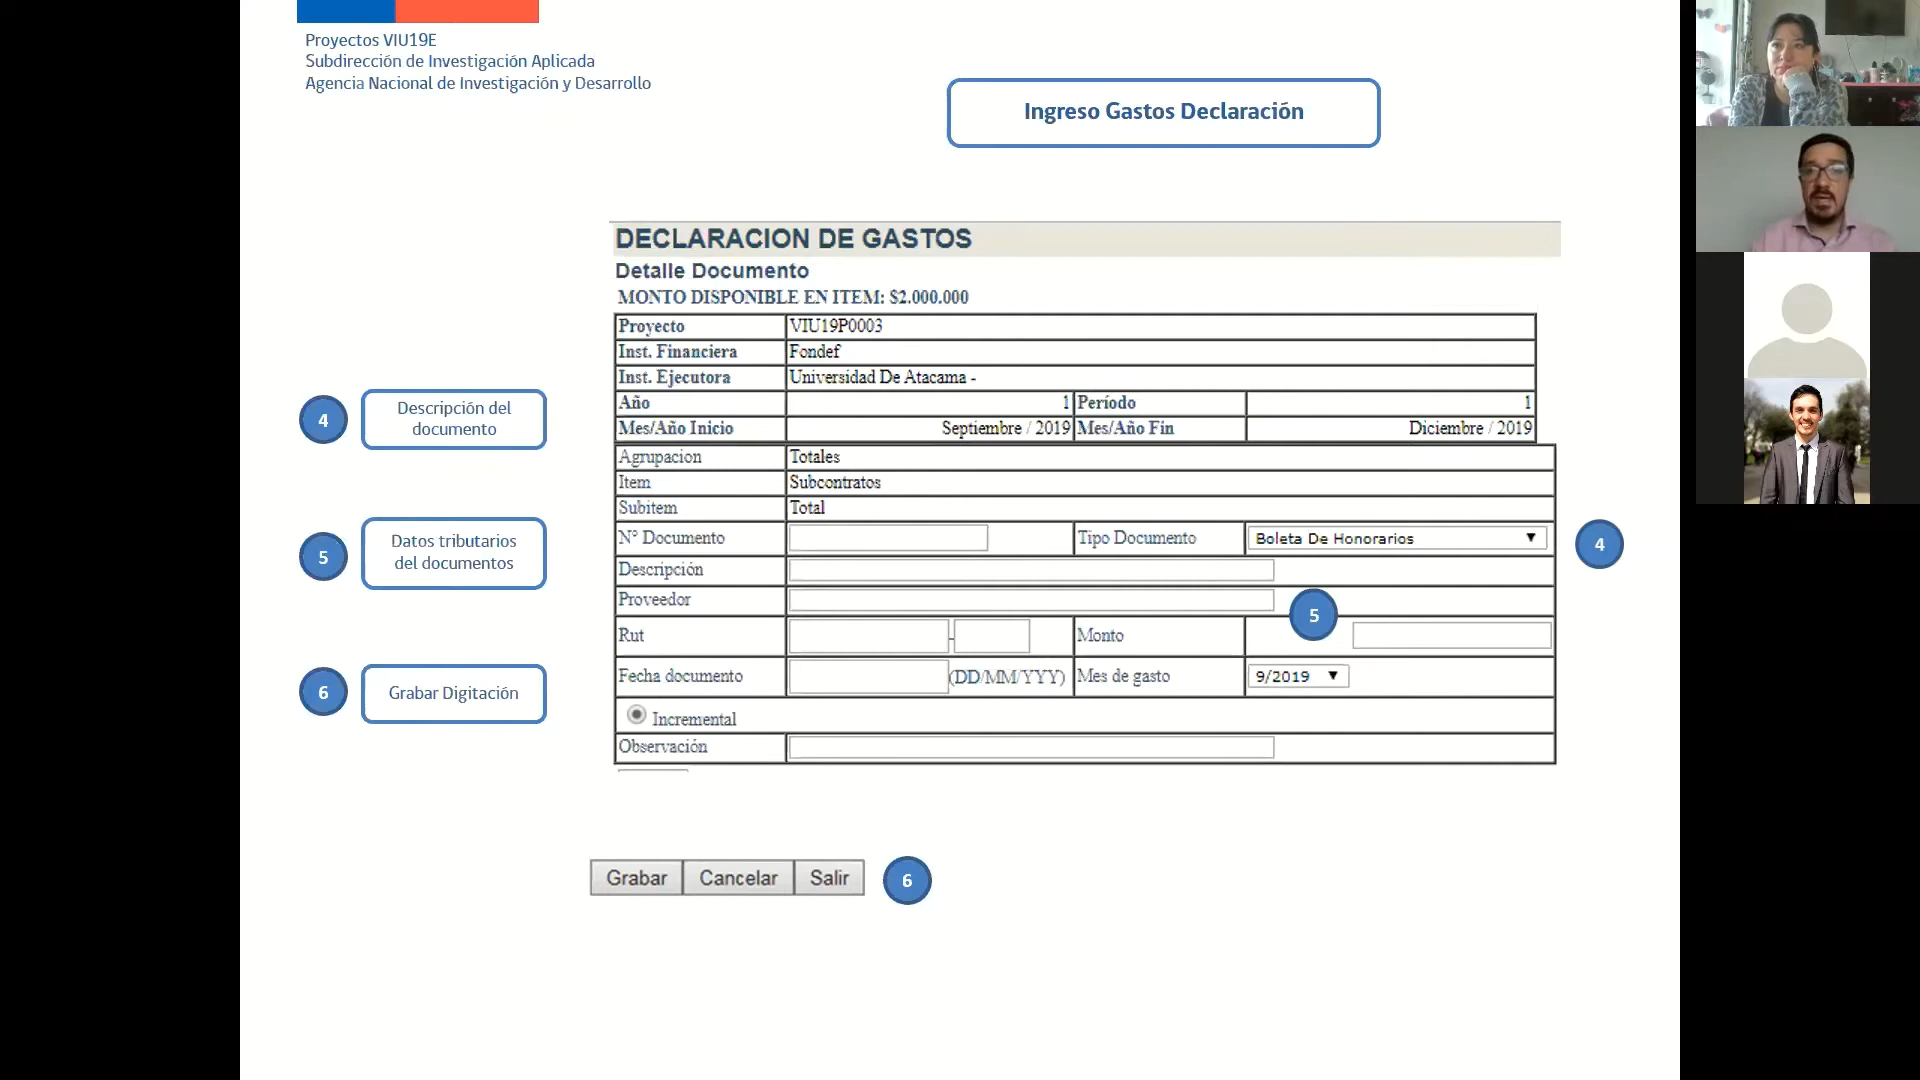 Proyectos VIU19E
Subdirección de Investigación Aplicada
Agencia Nacional de Investigación y Desarrollo
Ingreso Gastos Declaración
DECLARACION DE GASTOS
Detalle Documento
MONTO DISPONIBLE EN ITEM: $2.000.000
Proyecto VIU19P0003
Inst. Financiera Fondef
Inst. Ejecutora Universidad De Atacama -
Año 1 Período 1
Mes/Año Inicio Septiembre / 2019 Mes/Año Fin Diciembre / 2019
Agrupacion Totales
Item Subcontratos
Subitem Total
N° Documento Tipo Documento Boleta De Honorarios
Descripción
Proveedor
Rut - Monto
Fecha documento (DD/MM/YYY) Mes de gasto 9/2019
Incremental
Observación
4 Descripción del
documento
5 Datos tributarios
del documentos
6 Grabar Digitación
4
5
Grabar Cancelar Salir 6